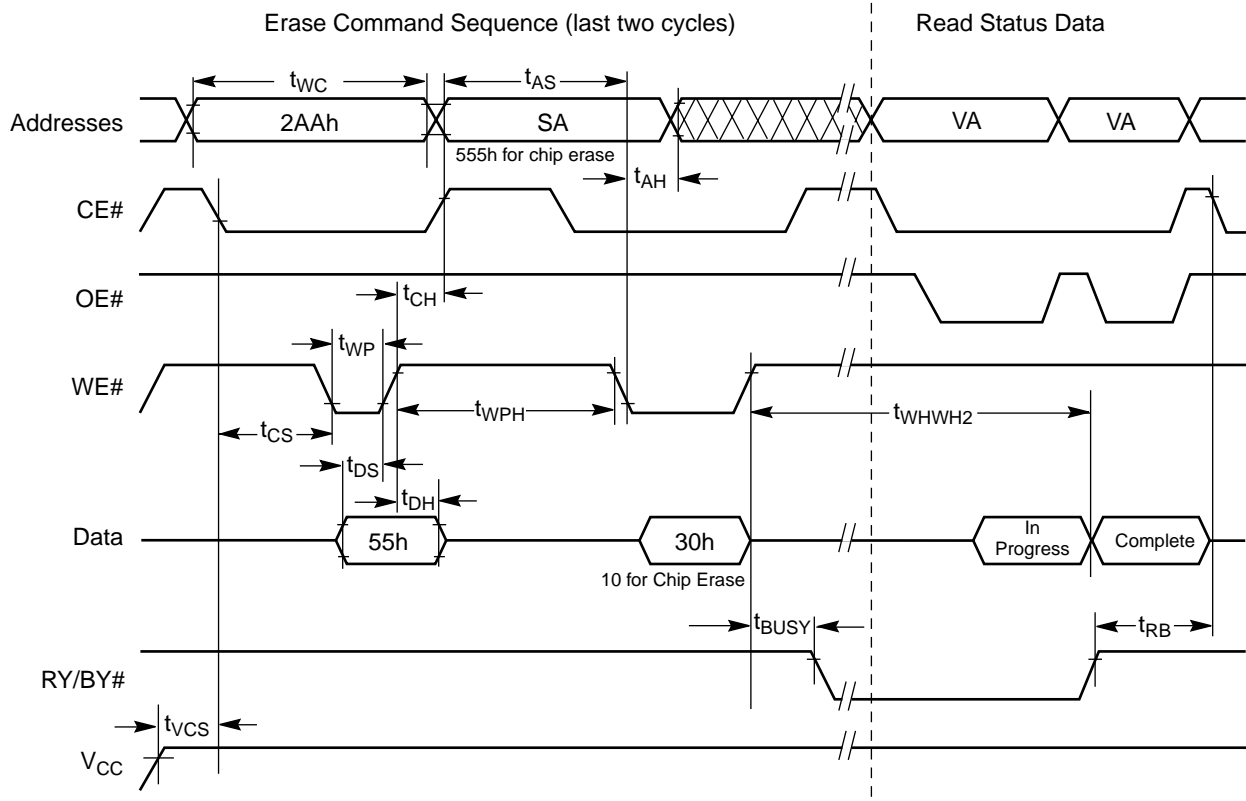 Erase Command Sequence (last two cycles)
Read Status Data
tWC
tAS
Addresses
2AAh
SA
VA
VA
555h for chip erase
tAH
CE#
OE#
tCH
tWP
WE#
tWPH
tWHWH2
tCS
tDS
tDH
Data
55h
30h
In
Progress
Complete
10 for Chip Erase
tBUSY
tRB
RY/BY#
tVCS
VCC